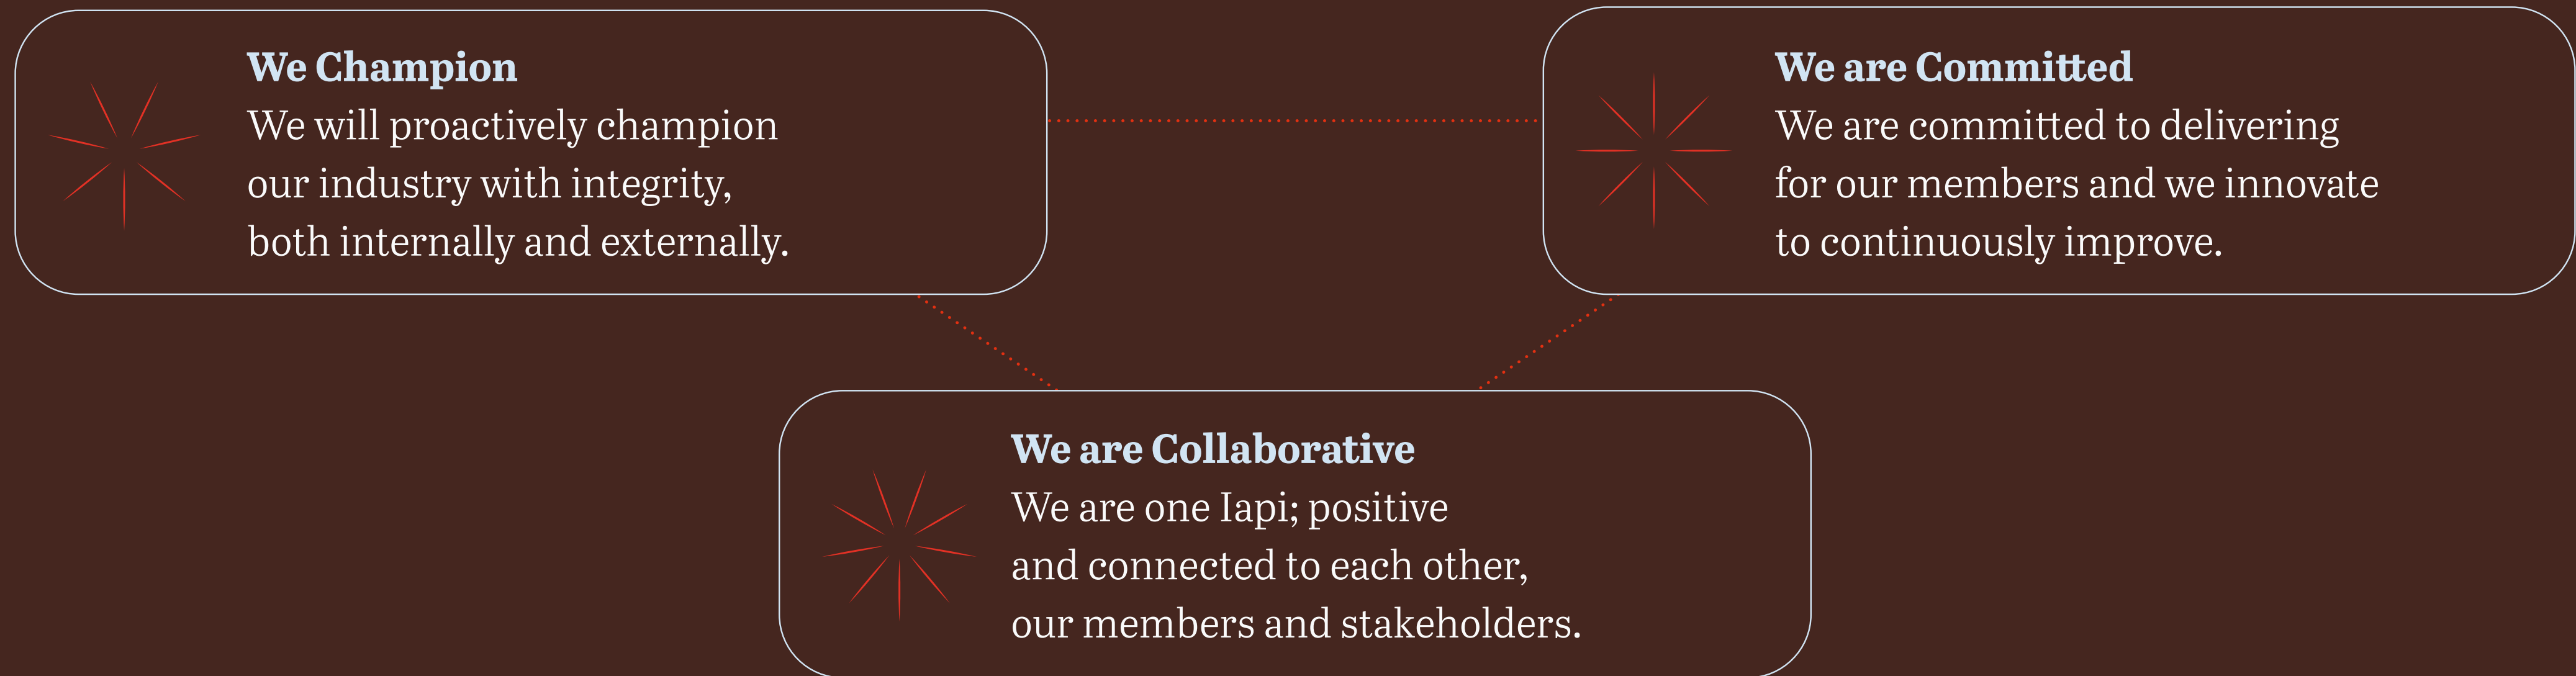 We Champion
We will proactively champion
our industry with integrity,
both internally and externally.
We are Committed
We are committed to delivering
for our members and we innovate
to continuously improve.
We are Collaborative
We are one Iapi; positive
and connected to each other,
our members and stakeholders.